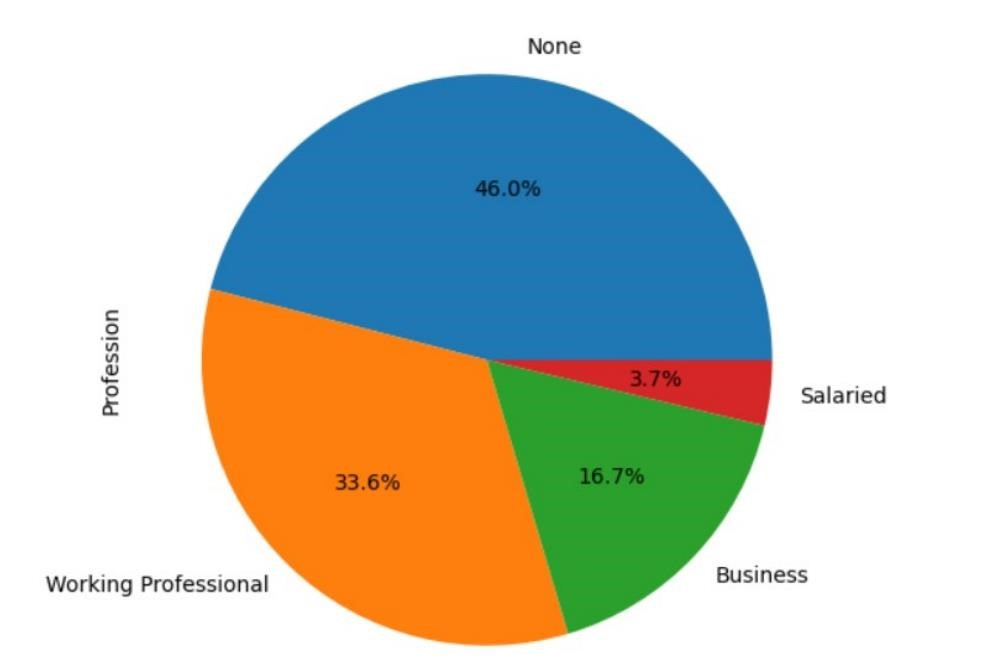 None
46.0%
Profession
3.7%
Salaried
33.6%
16.7%
Working Professional
Business